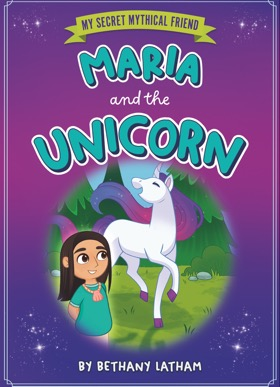 MY SECRET MYTHICAL FRIEND
MARIA
and the
UNICORN
BY BETHANY LATHAM